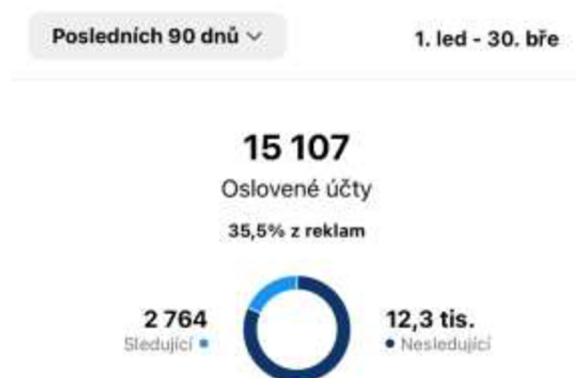 Posledních 90 dnů
1. led - 30. bře
15 107
Oslovené účty
35,5% z reklam
2 764
Sledující
12,3 tis.
Nesledující